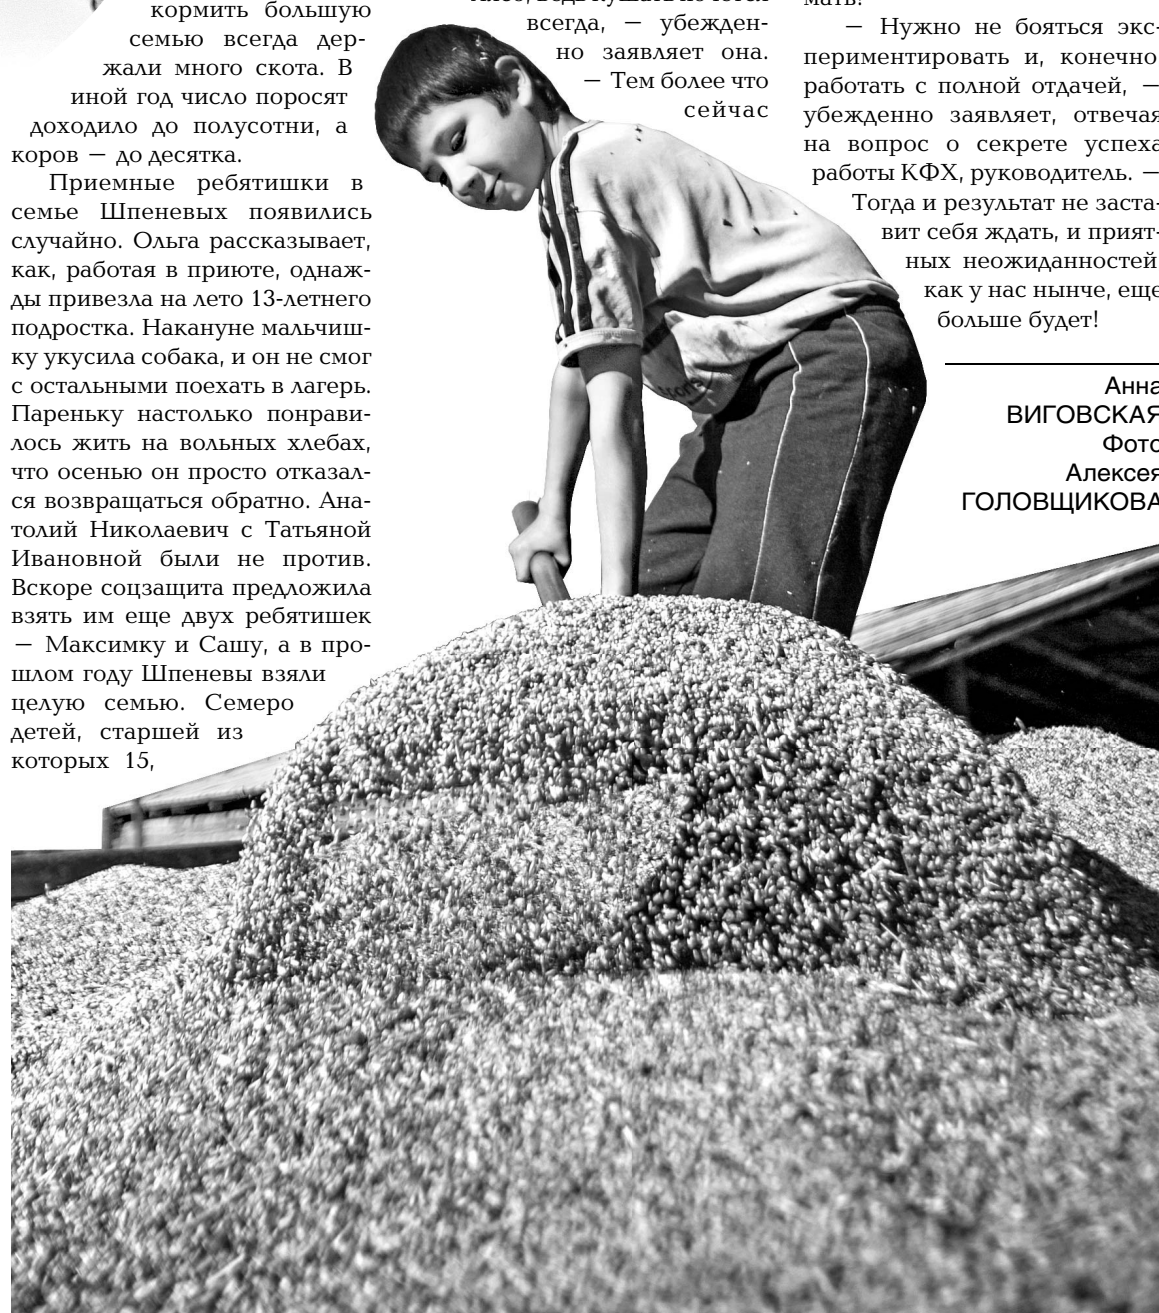 кормить большую
семью всегда дер-
жали много скота. В
иной год число поросят
доходило до полусотни, а
коров — до десятка.
Приемные ребятишки в
семье Шпеневых появились
случайно. Ольга рассказывает,
как, работая в приюте, однаж-
ды привезла на лето 13-летнего
подростка. Накануне мальчиш-
ку укусила собака, и он не смог
с остальными поехать в лагерь.
Пареньку настолько понрави-
лось жить на вольных хлебах,
что осенью он просто отказал-
ся возвращаться обратно. Ана-
толий Николаевич с Татьяной
Ивановной были не против.
Вскоре соцзащита предложила
взять им еще двух ребятишек
— Максимку и Сашу, а в про-
шлом году Шпеневы взяли
целую семью. Семеро
детей, старшей из
которых 15,
всегда, — убежден-
но заявляет она.
— Тем более что
сейчас
— Нужно не бояться экс-
периментировать и, конечно
работать с полной отдачей, —
убежденно заявляет, отвечая
на вопрос о секрете успеха
работы КФХ, руководитель. —
Тогда и результат не заста-
вит себя ждать, и прият-
ных неожиданностей
как у нас нынче, еще
больше будет!
Анна
ВИГОВСКАЯ
Фото
Алексея
ГОЛОВЩИКОВА